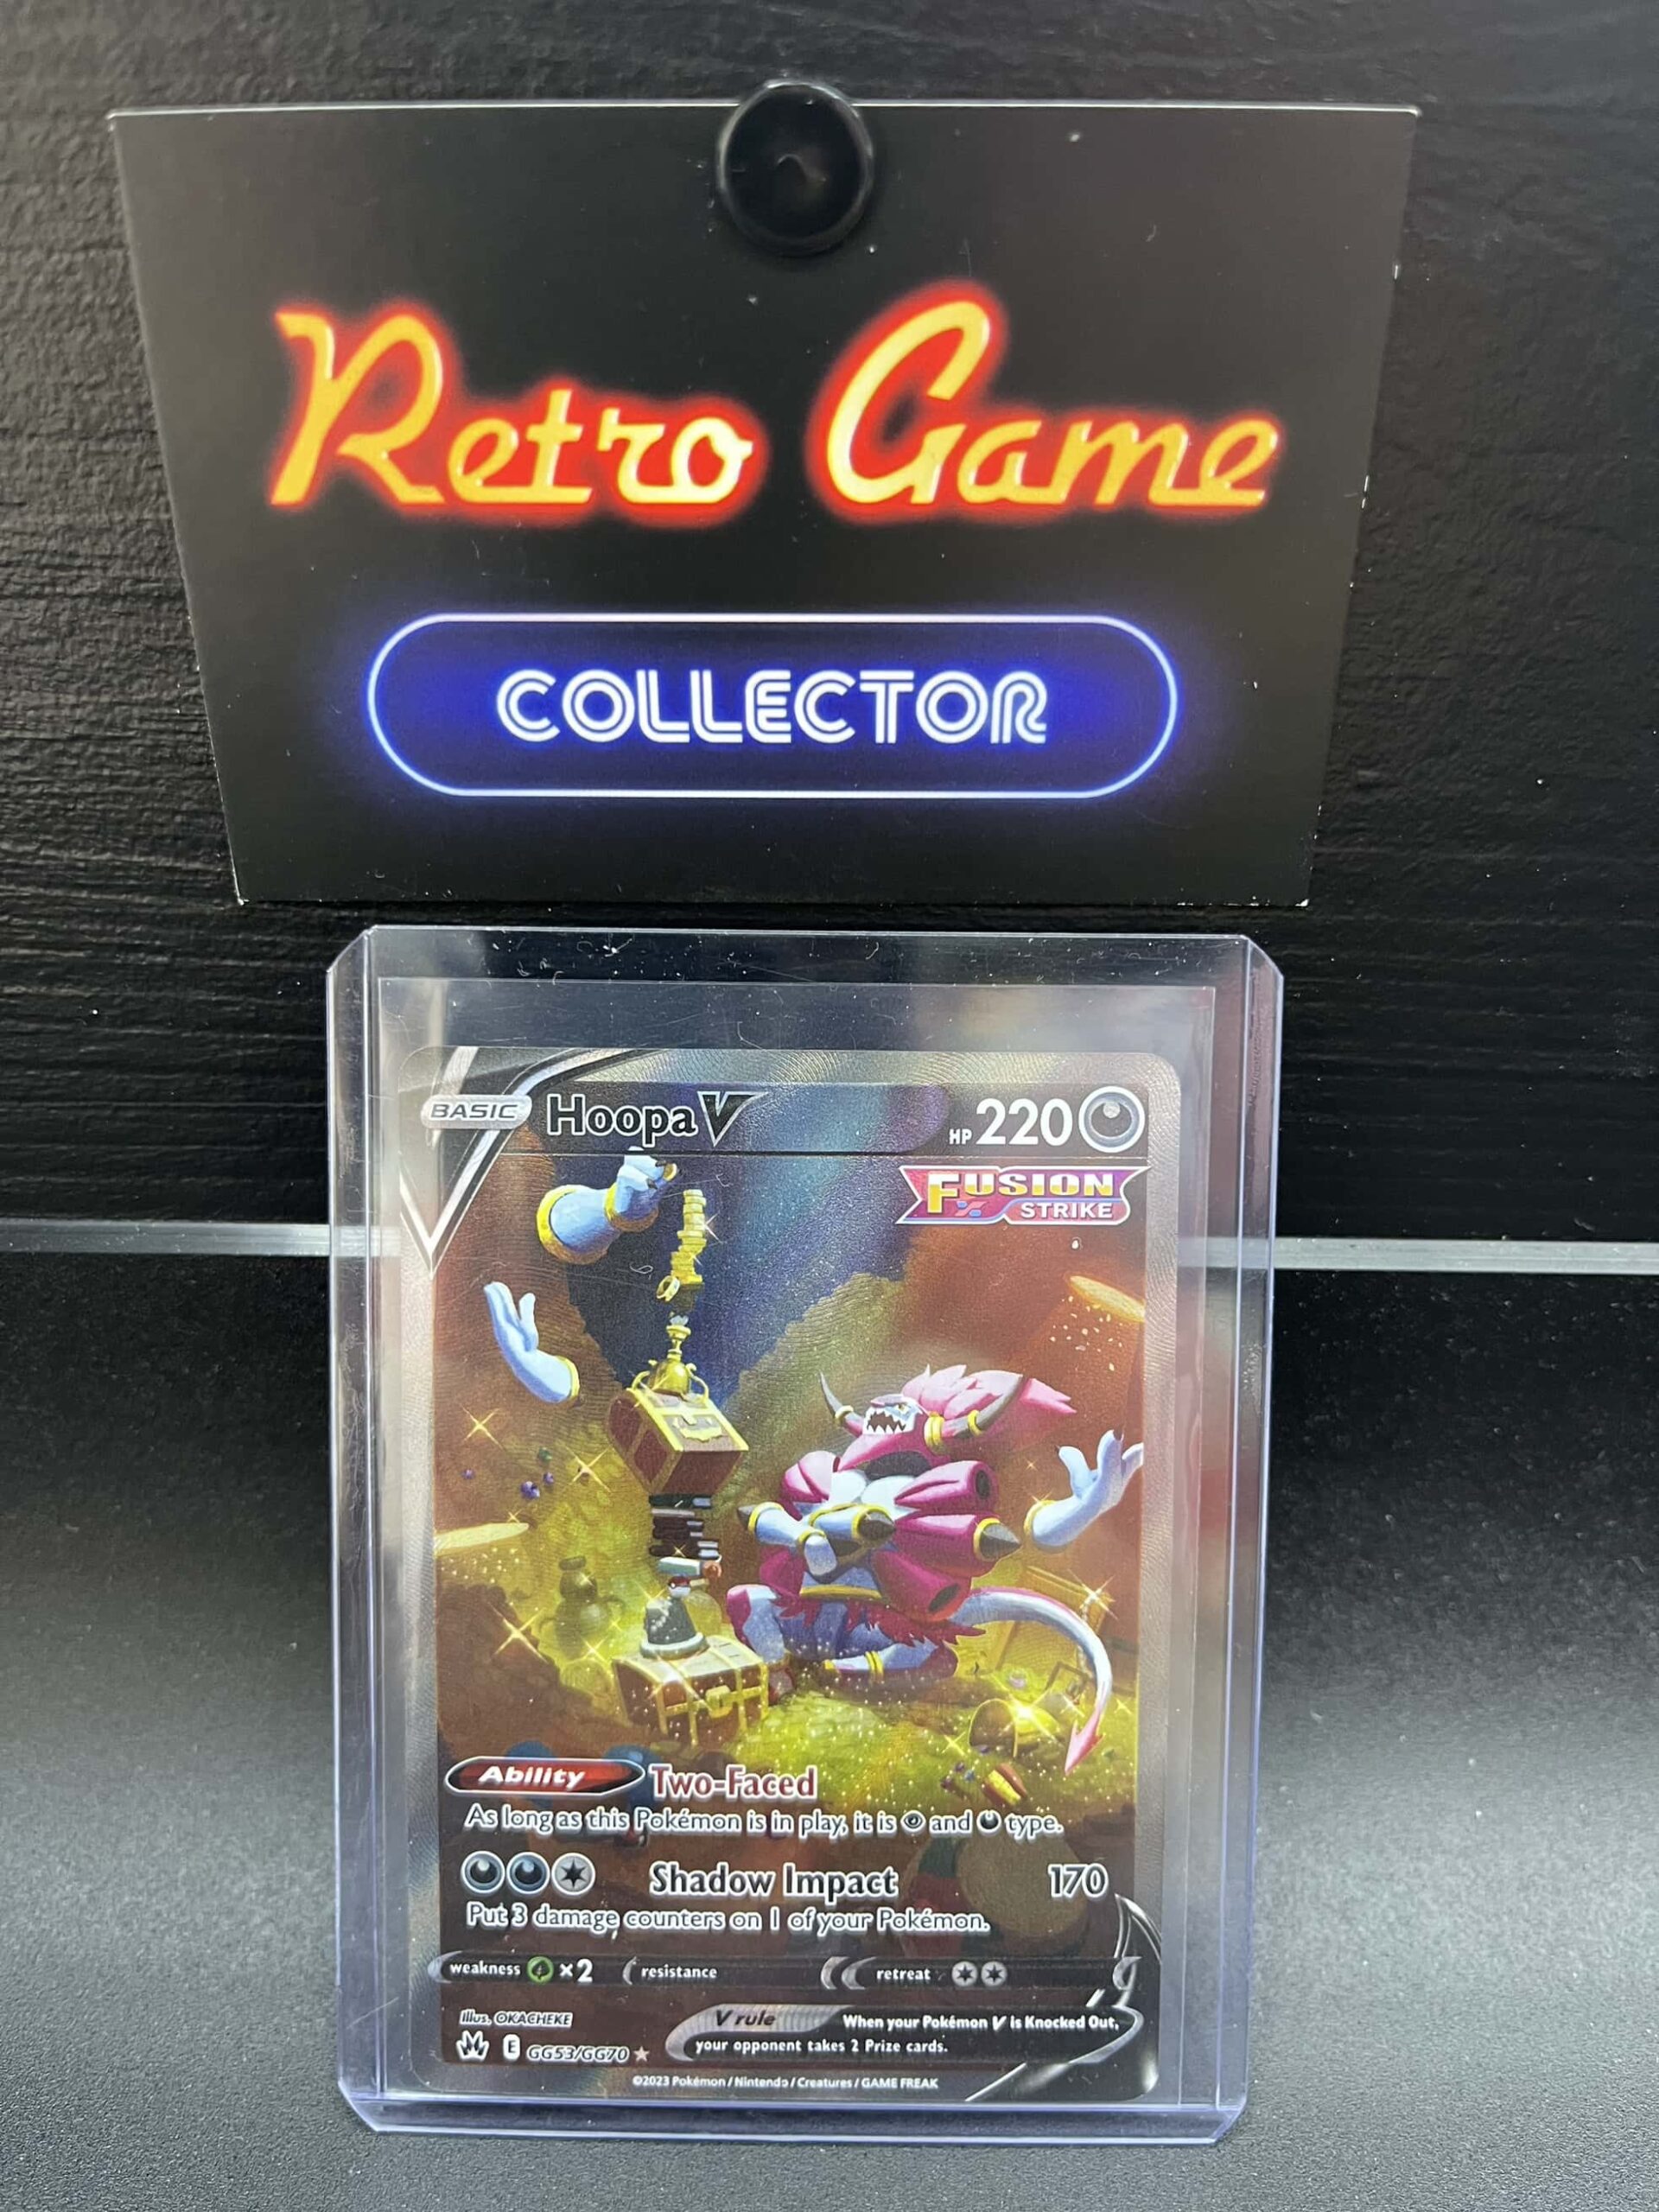 Retro Game
COLLECTOR
BASIC Hoopa V HP 220
FUSION
STRIKE
Ability Two-Faced
As long as this Pokémon is in play, it is and type.
Shadow Impact 170
Put 3 damage counters on 1 of your Pokémon.
weakness ×2 resistance retreat
Illus. OKACHEKE
V rule When your Pokémon V is Knocked Out,
your opponent takes 2 Prize cards.
E GG53/GG70
©2023 Pokémon / Nintendo / Creatures / GAME FREAK